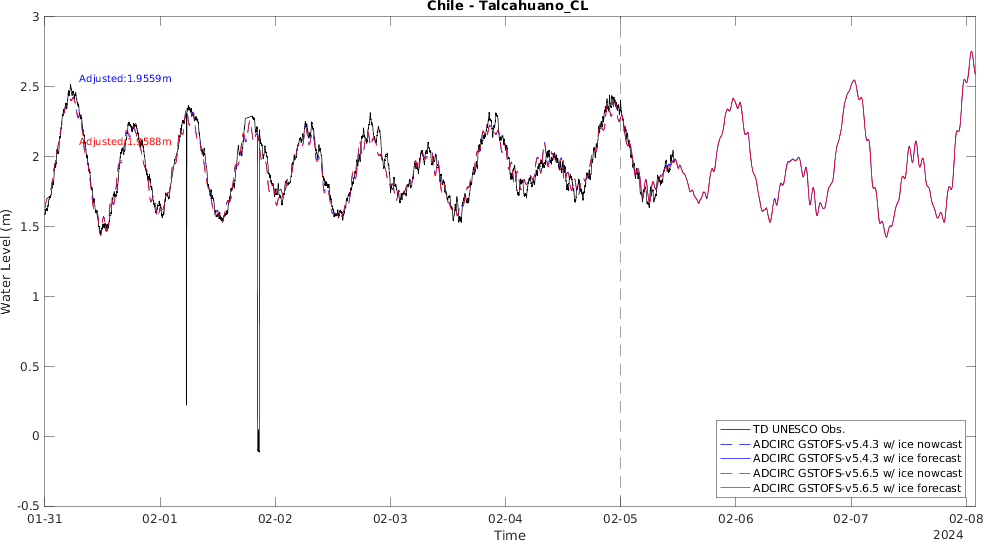 Chile - Talcahuano_CL
3
2.5
2
1.5
1
0.5
0
-0.5
Water Level (m)
Adjusted:1.9559m
Adjusted:1.9588m
TD UNESCO Obs.
ADCIRC GSTOFS-v5.4.3 w/ ice nowcast
ADCIRC GSTOFS-v5.4.3 w/ ice forecast
ADCIRC GSTOFS-v5.6.5 w/ ice nowcast
ADCIRC GSTOFS-v5.6.5 w/ ice forecast
01-31 02-01 02-02 02-03 02-04 02-05 02-06 02-07 02-08
2024
Time